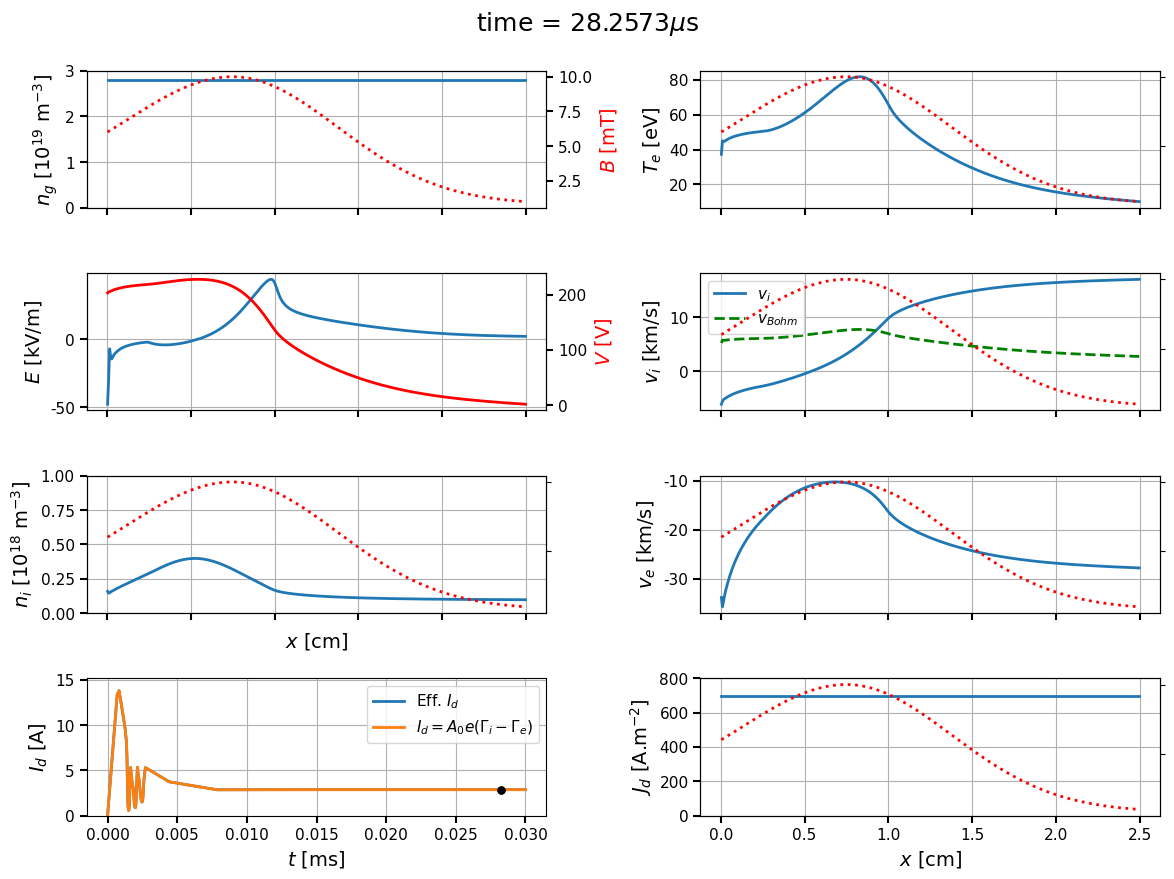 time = 28.2573μs
n_g [10^19 m^−3]
3
2
1
0
10.0
7.5
5.0
2.5
B [mT]
T_e [eV]
80
60
40
20
E [kV/m]
0
-50
200
100
0
V [V]
v_i [km/s]
10
0
v_i
v_Bohm
n_i [10^18 m^−3]
1.00
0.75
0.50
0.25
0.00
x [cm]
v_e [km/s]
-10
-20
-30
I_d [A]
15
10
5
0
Eff. I_d
I_d = A_0 e(Γ_i − Γ_e)
0.000 0.005 0.010 0.015 0.020 0.025 0.030
t [ms]
J_d [A.m^−2]
800
600
400
200
0
0.0 0.5 1.0 1.5 2.0 2.5
x [cm]